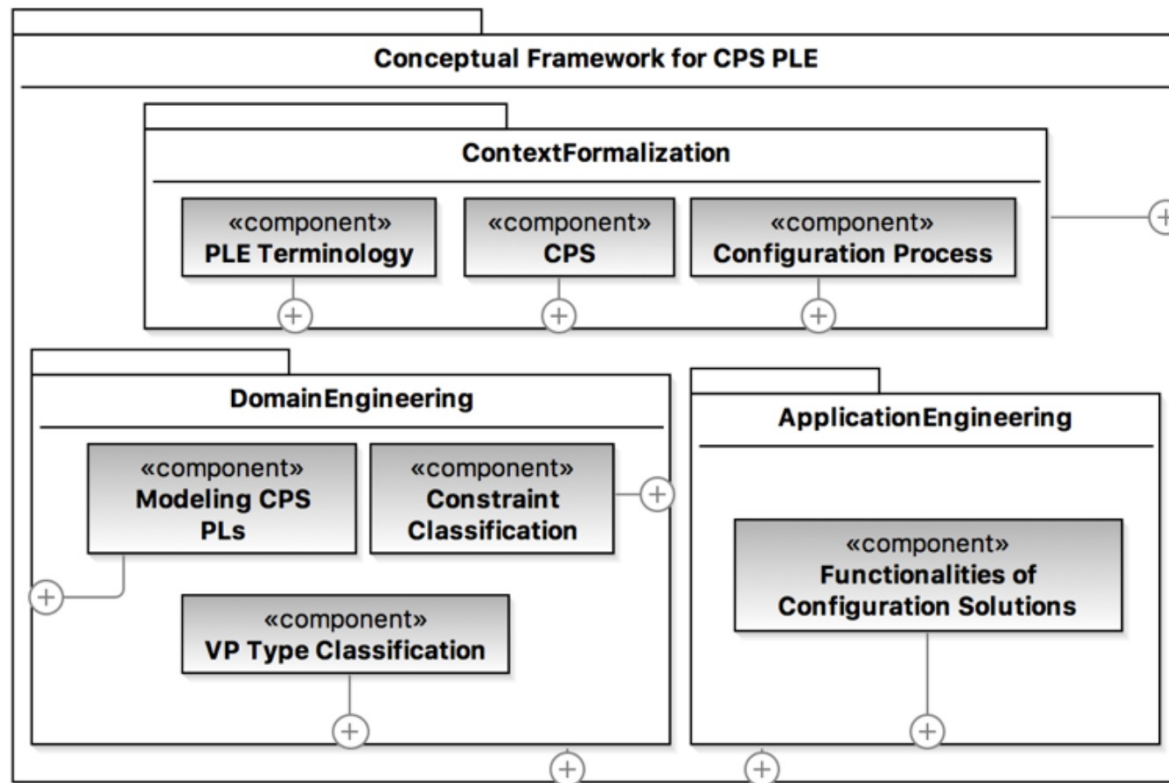 Conceptual Framework for CPS PLE
ContextFormalization
«component»
PLE Terminology
«component»
CPS
«component»
Configuration Process
DomainEngineering
«component»
Modeling CPS
PLs
«component»
Constraint
Classification
«component»
VP Type Classification
ApplicationEngineering
«component»
Functionalities of
Configuration Solutions